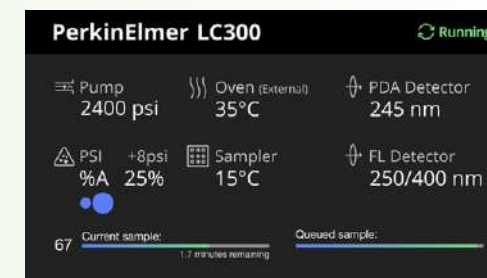 PerkinElmer LC300
Running
Pump
2400 psi
Oven (External)
35°C
PDA Detector
245 nm
PSI +8psi
%A 25%
Sampler
15°C
FL Detector
250/400 nm
67
Current sample:
1.7 minutes remaining
Queued sample: